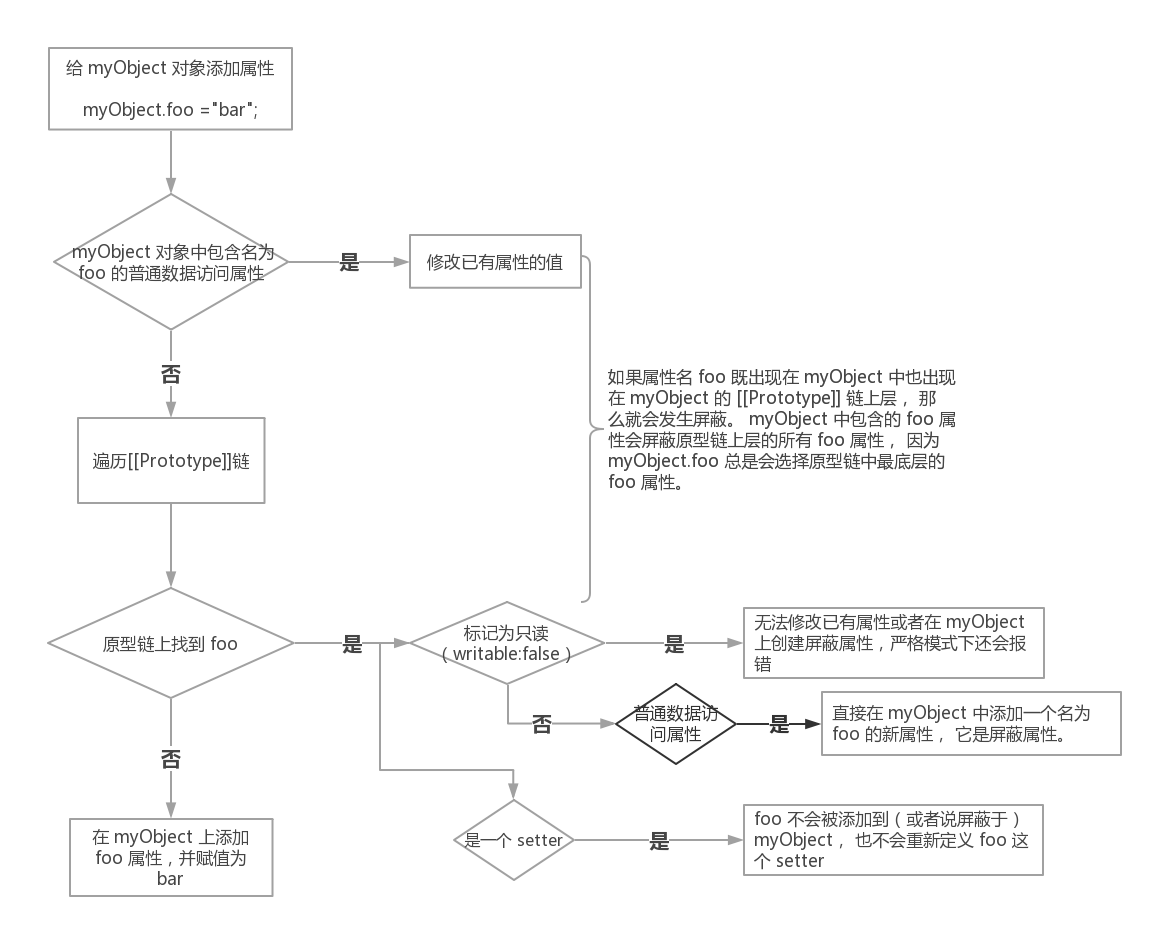 给 myObject 对象添加属性
myObject.foo ="bar";
myObject 对象中包含名为
foo 的普通数据访问属性
是
修改已有属性的值
否
如果属性名 foo 既出现在 myObject 中也出现
在 myObject 的 [[Prototype]] 链上层， 那
么就会发生屏蔽。 myObject 中包含的 foo 属
性会屏蔽原型链上层的所有 foo 属性， 因为
myObject.foo 总是会选择原型链中最底层的
foo 属性。
遍历[[Prototype]]链
原型链上找到 foo
是
标记为只读
（ writable:false ）
是
无法修改已有属性或者在 myObject
上创建屏蔽属性，严格模式下还会报
错
否
普通数据访
问属性
是
直接在 myObject 中添加一个名为
foo 的新属性， 它是屏蔽属性。
否
在 myObject 上添加
foo 属性，并赋值为
bar
是一个 setter
是
foo 不会被添加到（或者说屏蔽于）
myObject， 也不会重新定义 foo 这
个 setter